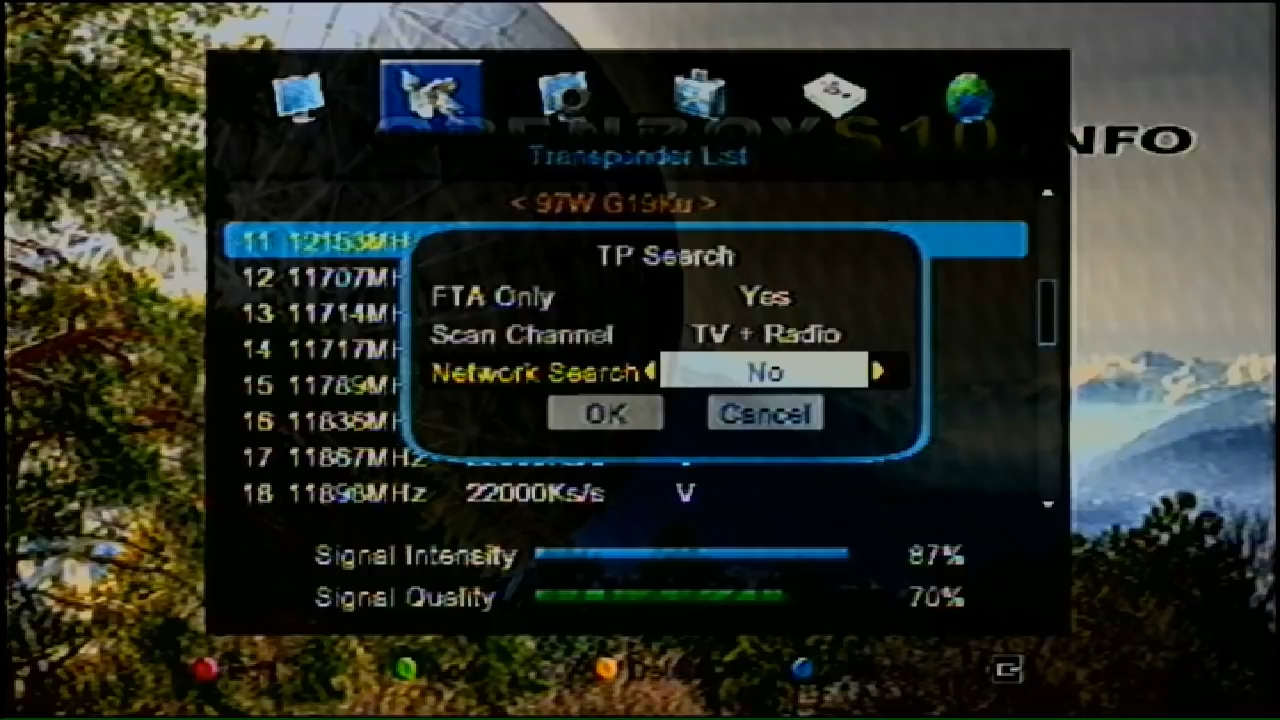 OPENBOXS10.INFO
Transponder List
< 97W G19Ku >
11 12153MH
12 11707MH
13 11714MH
14 11717MH
15 11789MH
16 11836MH
17 11867MHz
18 11898MHz 22000Ks/s V
TP Search
FTA Only Yes
Scan Channel TV + Radio
Network Search No
OK Cancel
Signal Intensity 87%
Signal Quality 70%